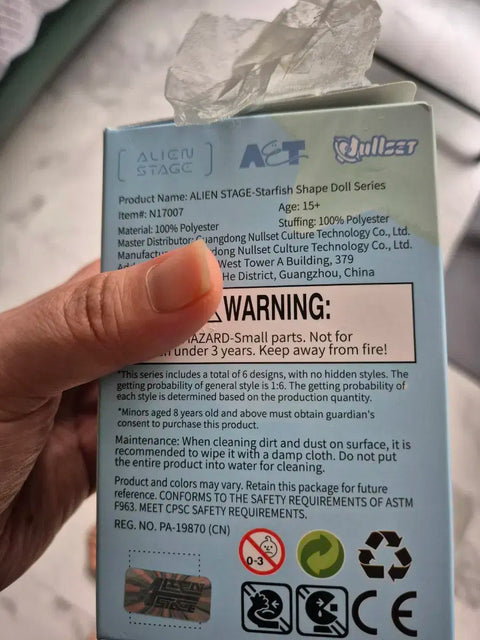 ALIEN STAGE
Nullset
Product Name: ALIEN STAGE-Starfish Shape Doll Series
Item#: N17007 Age: 15+
Material: 100% Polyester Stuffing: 100% Polyester
Master Distributor: Guangdong Nullset Culture Technology Co., Ltd.
Nullset Culture Technology Co., Ltd.
West Tower A Building, 379
He District, Guangzhou, China
⚠WARNING:
HAZARD-Small parts. Not for
under 3 years. Keep away from fire!
*This series includes a total of 6 designs, with no hidden styles. The
getting probability of general style is 1:6. The getting probability of
each style is determined based on the production quantity.
*Minors aged 8 years old and above must obtain guardian's
consent to purchase this product.
Maintenance: When cleaning dirt and dust on surface, it is
recommended to wipe it with a damp cloth. Do not put
the entire product into water for cleaning.
Product and colors may vary. Retain this package for future
reference. CONFORMS TO THE SAFETY REQUIREMENTS OF ASTM
F963. MEET CPSC SAFETY REQUIREMENTS.
REG. NO. PA-19870 (CN)
0-3
ALIEN STAGE
CE